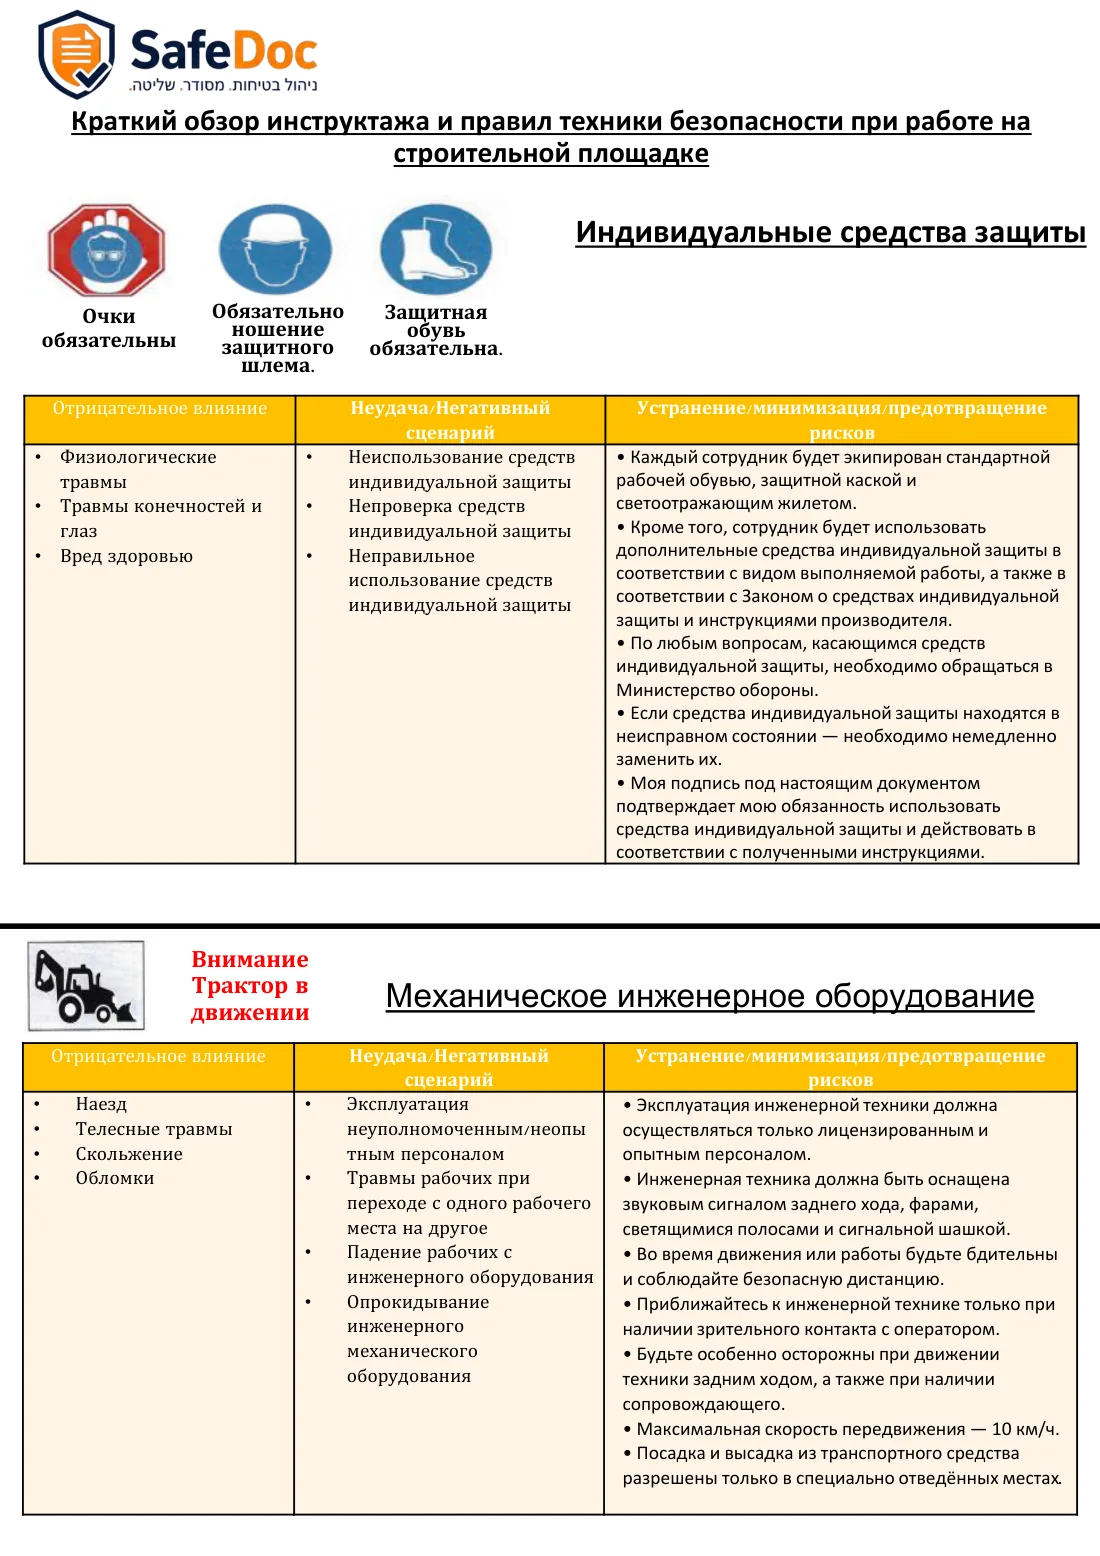 SafeDoc
ניהול בטיחות. מסודר. שליטה.
Краткий обзор инструктажа и правил техники безопасности при работе на
строительной площадке
Индивидуальные средства защиты
Очки
обязательны
Обязательно
ношение
защитного
шлема.
Защитная
обувь
обязательна.
Отрицательное влияние
Неудача/Негативный
сценарий
Устранение/минимизация/предотвращение
рисков
• Физиологические
травмы
• Травмы конечностей и
глаз
• Вред здоровью
• Неиспользование средств
индивидуальной защиты
• Непроверка средств
индивидуальной защиты
• Неправильное
использование средств
индивидуальной защиты
• Каждый сотрудник будет экипирован стандартной
рабочей обувью, защитной каской и
светоотражающим жилетом.
• Кроме того, сотрудник будет использовать
дополнительные средства индивидуальной защиты в
соответствии с видом выполняемой работы, а также в
соответствии с Законом о средствах индивидуальной
защиты и инструкциями производителя.
• По любым вопросам, касающимся средств
индивидуальной защиты, необходимо обращаться в
Министерство обороны.
• Если средства индивидуальной защиты находятся в
неисправном состоянии — необходимо немедленно
заменить их.
• Моя подпись под настоящим документом
подтверждает мою обязанность использовать
средства индивидуальной защиты и действовать в
соответствии с полученными инструкциями.
Внимание
Трактор в
движении
Механическое инженерное оборудование
Отрицательное влияние
Неудача/Негативный
сценарий
Устранение/минимизация/предотвращение
рисков
• Наезд
• Телесные травмы
• Скольжение
• Обломки
• Эксплуатация
неуполномоченным/неопы
тным персоналом
• Травмы рабочих при
переходе с одного рабочего
места на другое
• Падение рабочих с
инженерного оборудования
• Опрокидывание
инженерного
механического
оборудования
• Эксплуатация инженерной техники должна
осуществляться только лицензированным и
опытным персоналом.
• Инженерная техника должна быть оснащена
звуковым сигналом заднего хода, фарами,
светящимися полосами и сигнальной шашкой.
• Во время движения или работы будьте бдительны
и соблюдайте безопасную дистанцию.
• Приближайтесь к инженерной технике только при
наличии зрительного контакта с оператором.
• Будьте особенно осторожны при движении
техники задним ходом, а также при наличии
сопровождающего.
• Максимальная скорость передвижения — 10 км/ч.
• Посадка и высадка из транспортного средства
разрешены только в специально отведённых местах.